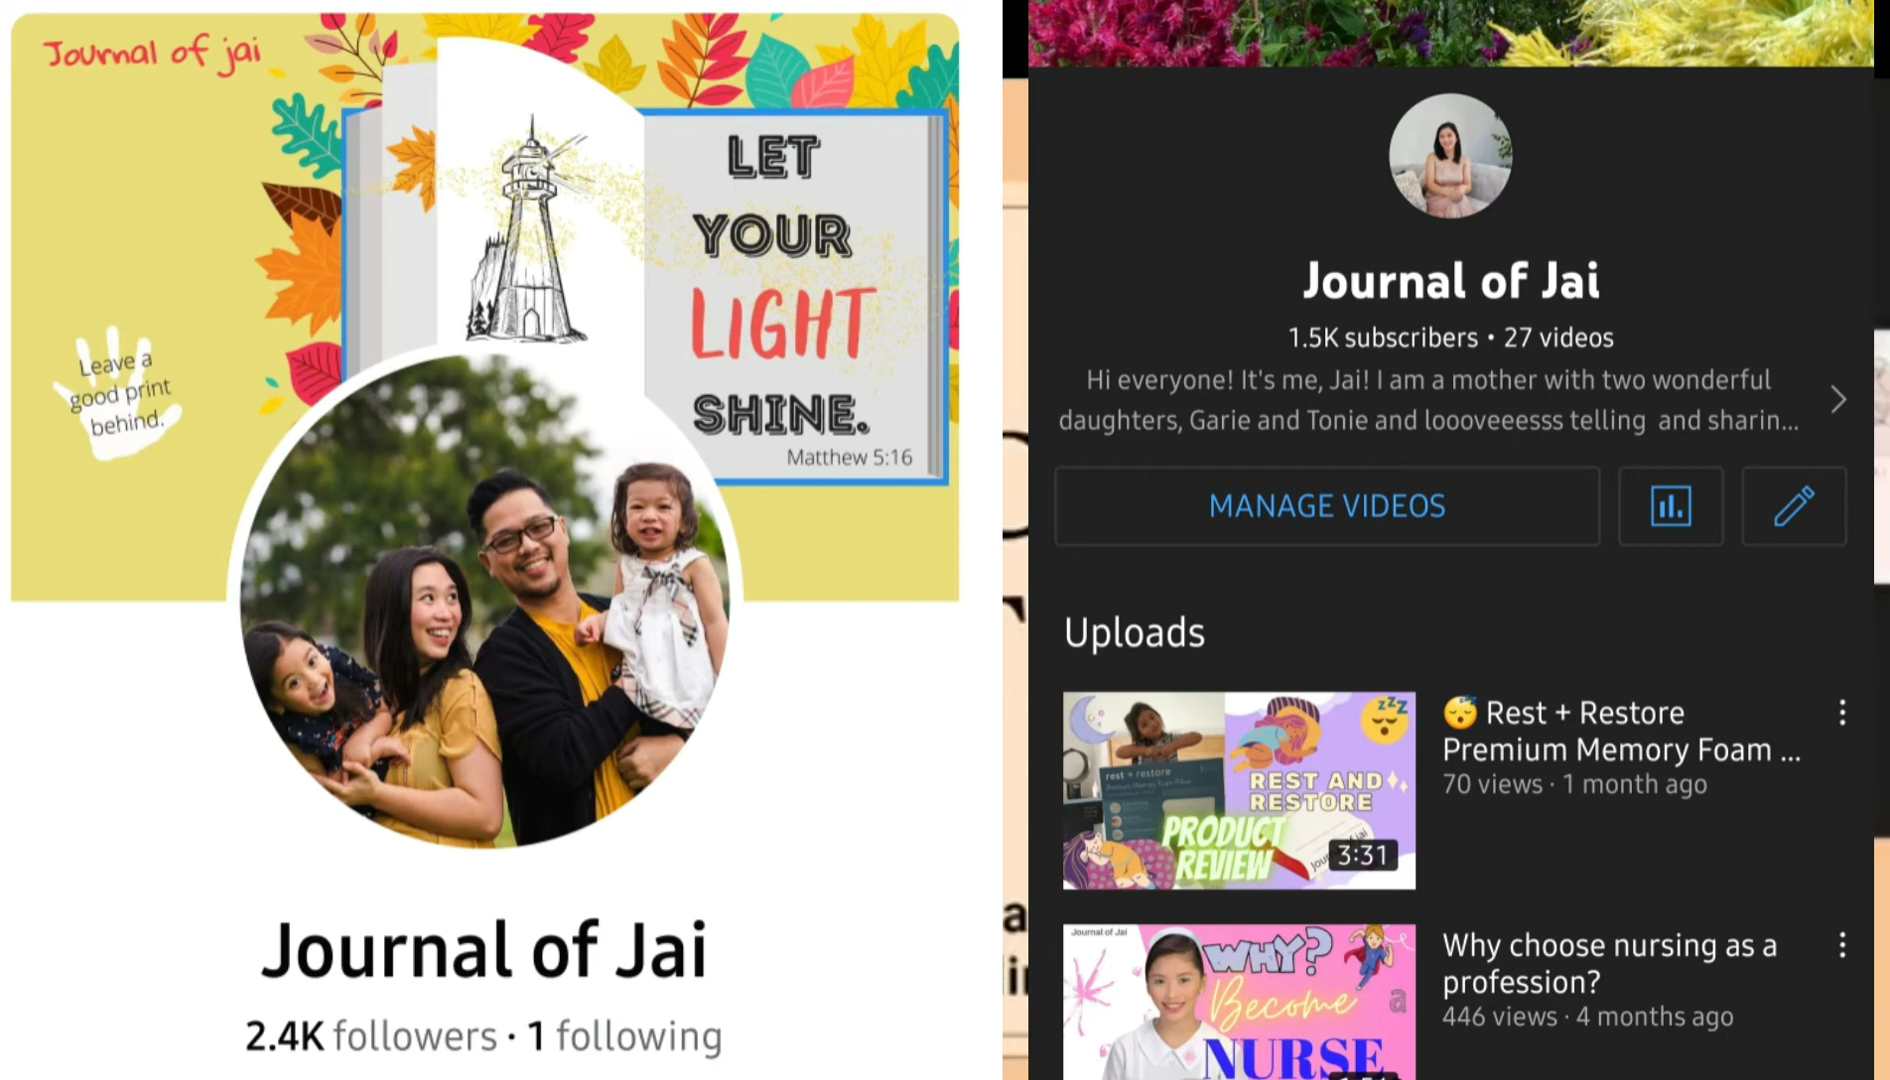 Journal of jai
LET
YOUR
LIGHT
SHINE.
Matthew 5:16
Leave a
good print
behind.
Journal of Jai
2.4K followers · 1 following
Journal of Jai
1.5K subscribers • 27 videos
Hi everyone! It's me, Jai! I am a mother with two wonderful
daughters, Garie and Tonie and loooveeesss telling and sharin...
MANAGE VIDEOS
Uploads
zzz
rest + restore
REST AND
RESTORE
PRODUCT
REVIEW
3:31
😴 Rest + Restore
Premium Memory Foam ...
70 views · 1 month ago
Journal of Jai
WHY?
Become
a
NURSE
Why choose nursing as a
profession?
446 views · 4 months ago